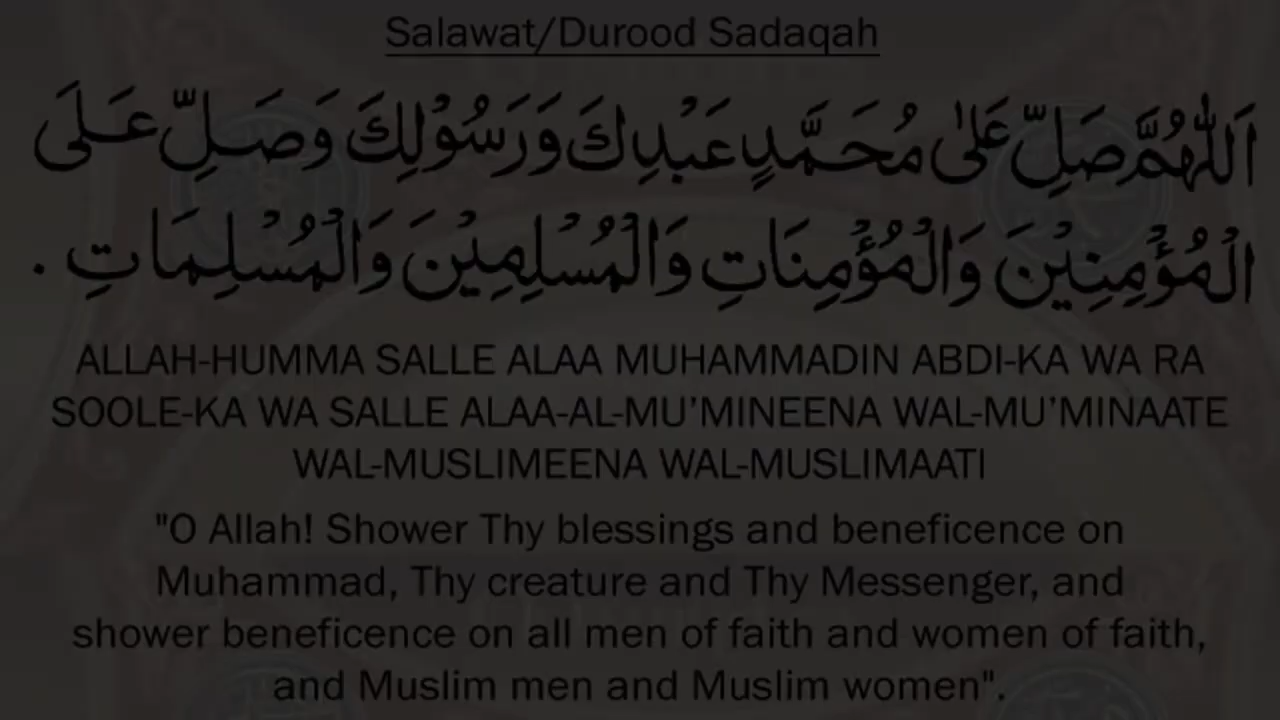 Salawat/Durood Sadaqah
اَللّٰهُمَّ صَلِّ عَلٰى مُحَمَّدٍ عَبْدِكَ وَرَسُوْلِكَ وَصَلِّ عَلَى
الْمُؤْمِنِيْنَ وَالْمُؤْمِنَاتِ وَالْمُسْلِمِيْنَ وَالْمُسْلِمَاتِ .
ALLAH-HUMMA SALLE ALAA MUHAMMADIN ABDI-KA WA RA
SOOLE-KA WA SALLE ALAA-AL-MU’MINEENA WAL-MU’MINAATE
WAL-MUSLIMEENA WAL-MUSLIMAATI
"O Allah! Shower Thy blessings and beneficence on
Muhammad, Thy creature and Thy Messenger, and
shower beneficence on all men of faith and women of faith,
and Muslim men and Muslim women".